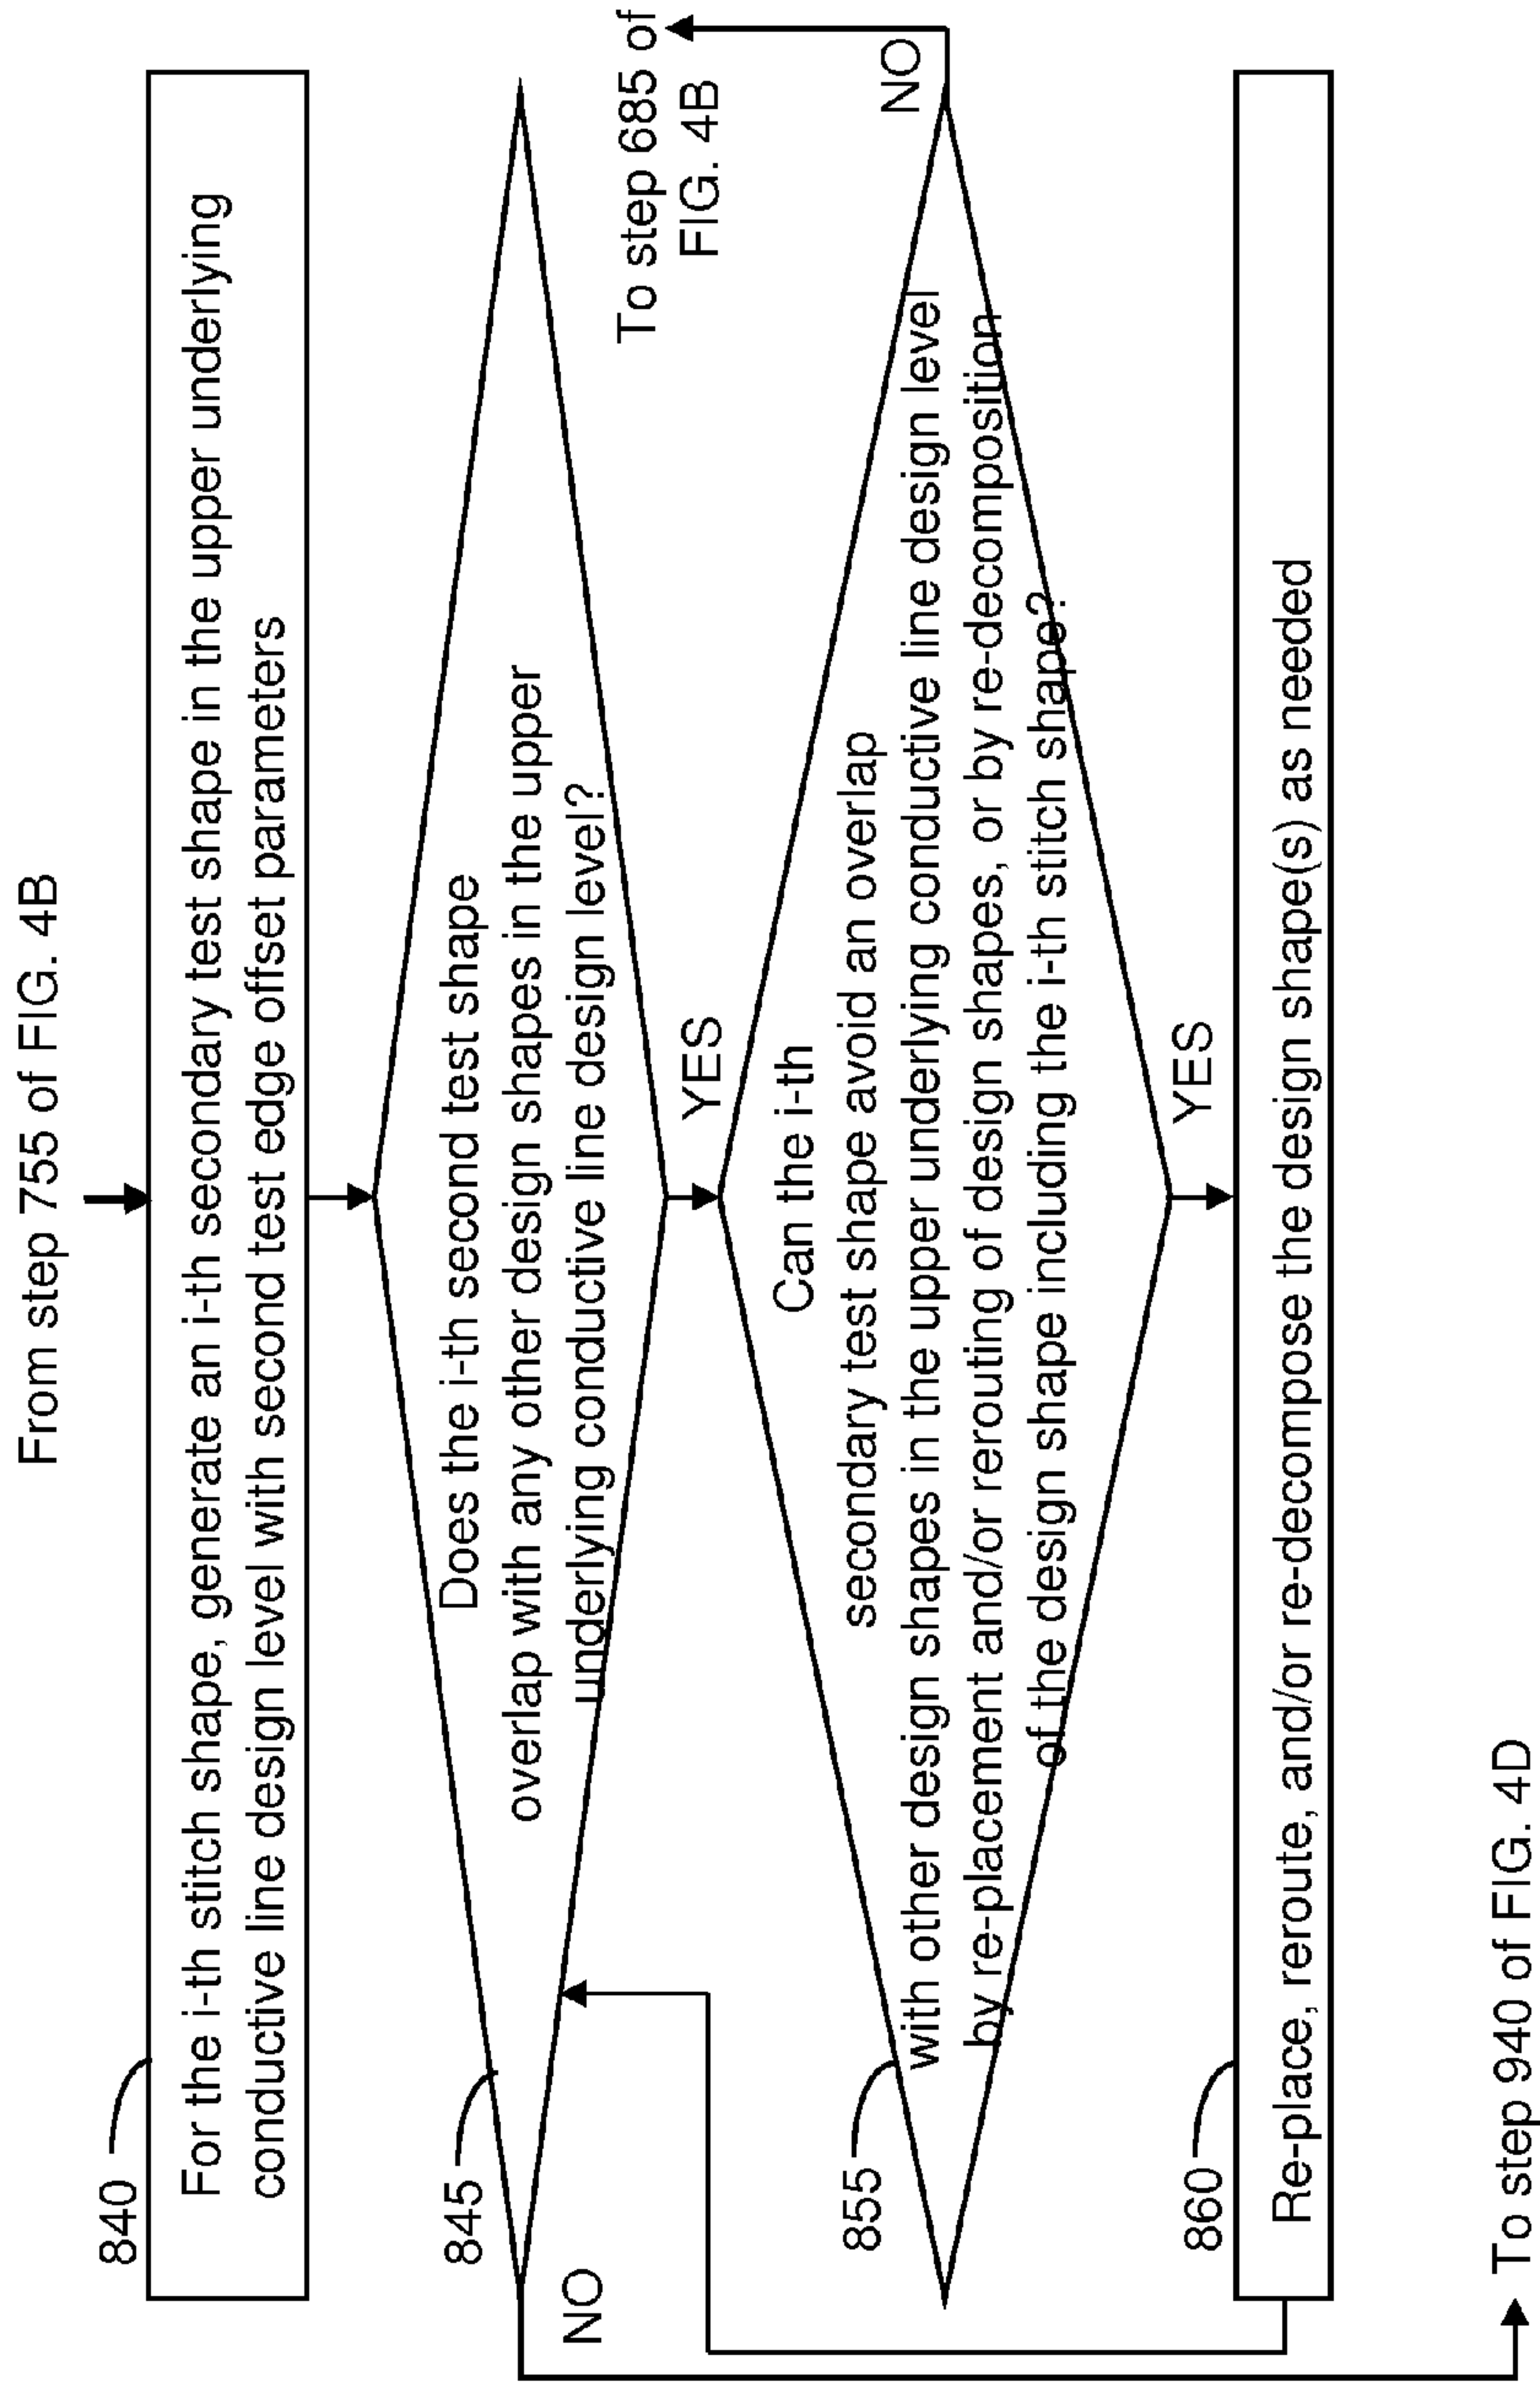 From step 755 of FIG. 4B
840
For the i-th stitch shape, generate an i-th secondary test shape in the upper underlying
conductive line design level with second test edge offset parameters
845
Does the i-th second test shape
overlap with any other design shapes in the upper
underlying conductive line design level?
NO
YES
To step 685 of
FIG. 4B
855
Can the i-th
secondary test shape avoid an overlap
with other design shapes in the upper underlying conductive line design level
by re-placement and/or rerouting of design shapes, or by re-decomposition
of the design shape including the i-th stitch shape?
NO
YES
860
Re-place, reroute, and/or re-decompose the design shape(s) as needed
To step 940 of FIG. 4D